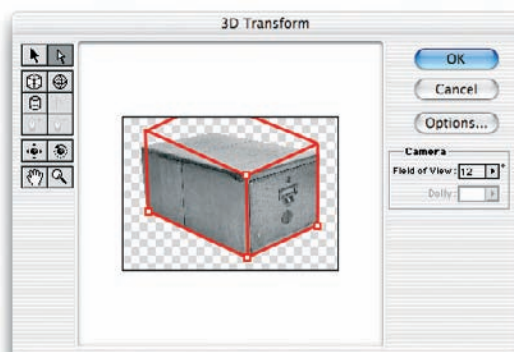 3D Transform
OK
Cancel
Options...
Camera
Field of View: 12 °
Dolly: